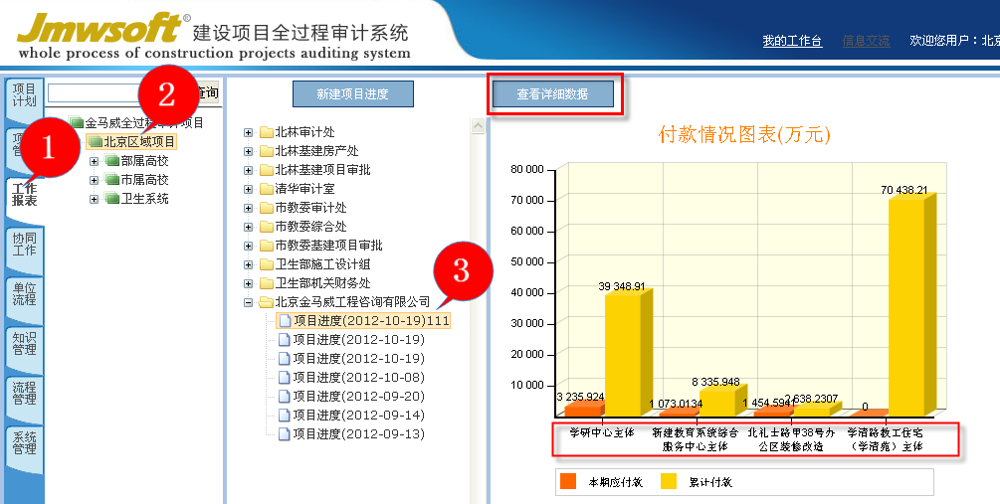 Jmwsoft® 建设项目全过程审计系统
whole process of construction projects auditing system
我的工作台 信息交流 欢迎您用户：北京
项目计划
工作报表
协同工作
单位流程
知识管理
流程管理
系统管理
1
2
3
查询
金马威全过程审计项目
北京区域项目
部属高校
市属高校
卫生系统
新建项目进度
北林审计处
北林基建房产处
北林基建项目审批
清华审计室
市教委审计处
市教委综合处
市教委基建项目审批
卫生部施工设计组
卫生部机关财务处
北京金马威工程咨询有限公司
项目进度(2012-10-19)111
项目进度(2012-10-19)
项目进度(2012-10-19)
项目进度(2012-10-08)
项目进度(2012-09-20)
项目进度(2012-09-14)
项目进度(2012-09-13)
查看详细数据
付款情况图表(万元)
80 000
70 000
60 000
50 000
40 000
30 000
20 000
10 000
3 235.924
39 348.91
1 073.0134
8 335.948
1 454.5941
2 638.2307
0
70 438.21
学研中心主体
新建教育系统综合
服务中心主体
北礼士路甲38号办
公区装修改造
学清路教工住宅
（学清苑）主体
本期应付款
累计付款